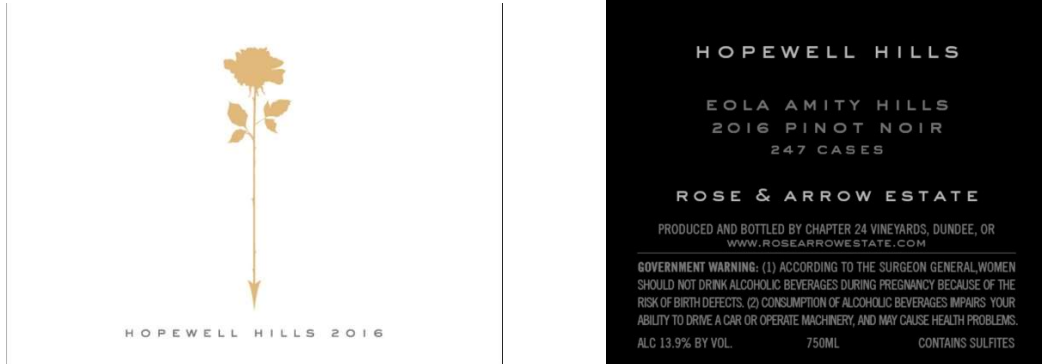 HOPEWELL HILLS 2016
HOPEWELL HILLS
EOLA AMITY HILLS
2016 PINOT NOIR
247 CASES
ROSE & ARROW ESTATE
PRODUCED AND BOTTLED BY CHAPTER 24 VINEYARDS, DUNDEE, OR
WWW.ROSEARROWESTATE.COM
GOVERNMENT WARNING: (1) ACCORDING TO THE SURGEON GENERAL,WOMEN
SHOULD NOT DRINK ALCOHOLIC BEVERAGES DURING PREGNANCY BECAUSE OF THE
RISK OF BIRTH DEFECTS. (2) CONSUMPTION OF ALCOHOLIC BEVERAGES IMPAIRS YOUR
ABILITY TO DRIVE A CAR OR OPERATE MACHINERY, AND MAY CAUSE HEALTH PROBLEMS.
ALC 13.9% BY VOL. 750ML CONTAINS SULFITES